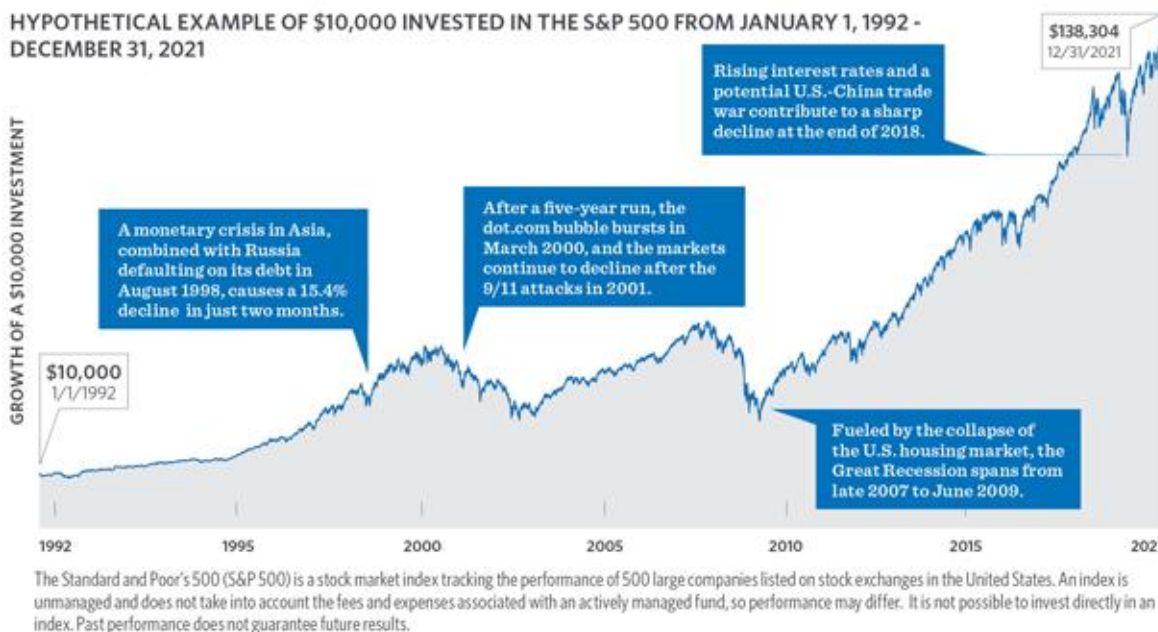 HYPOTHETICAL EXAMPLE OF $10,000 INVESTED IN THE S&P 500 FROM JANUARY 1, 1992 -
DECEMBER 31, 2021
$138,304
12/31/2021
Rising interest rates and a
potential U.S.-China trade
war contribute to a sharp
decline at the end of 2018.
GROWTH OF A $10,000 INVESTMENT
After a five-year run, the
dot.com bubble bursts in
March 2000, and the markets
continue to decline after the
9/11 attacks in 2001.
A monetary crisis in Asia,
combined with Russia
defaulting on its debt in
August 1998, causes a 15.4%
decline in just two months.
$10,000
1/1/1992
Fueled by the collapse of
the U.S. housing market, the
Great Recession spans from
late 2007 to June 2009.
1992 1995 2000 2005 2010 2015 202
The Standard and Poor's 500 (S&P 500) is a stock market index tracking the performance of 500 large companies listed on stock exchanges in the United States. An index is
unmanaged and does not take into account the fees and expenses associated with an actively managed fund, so performance may differ. It is not possible to invest directly in an
index. Past performance does not guarantee future results.